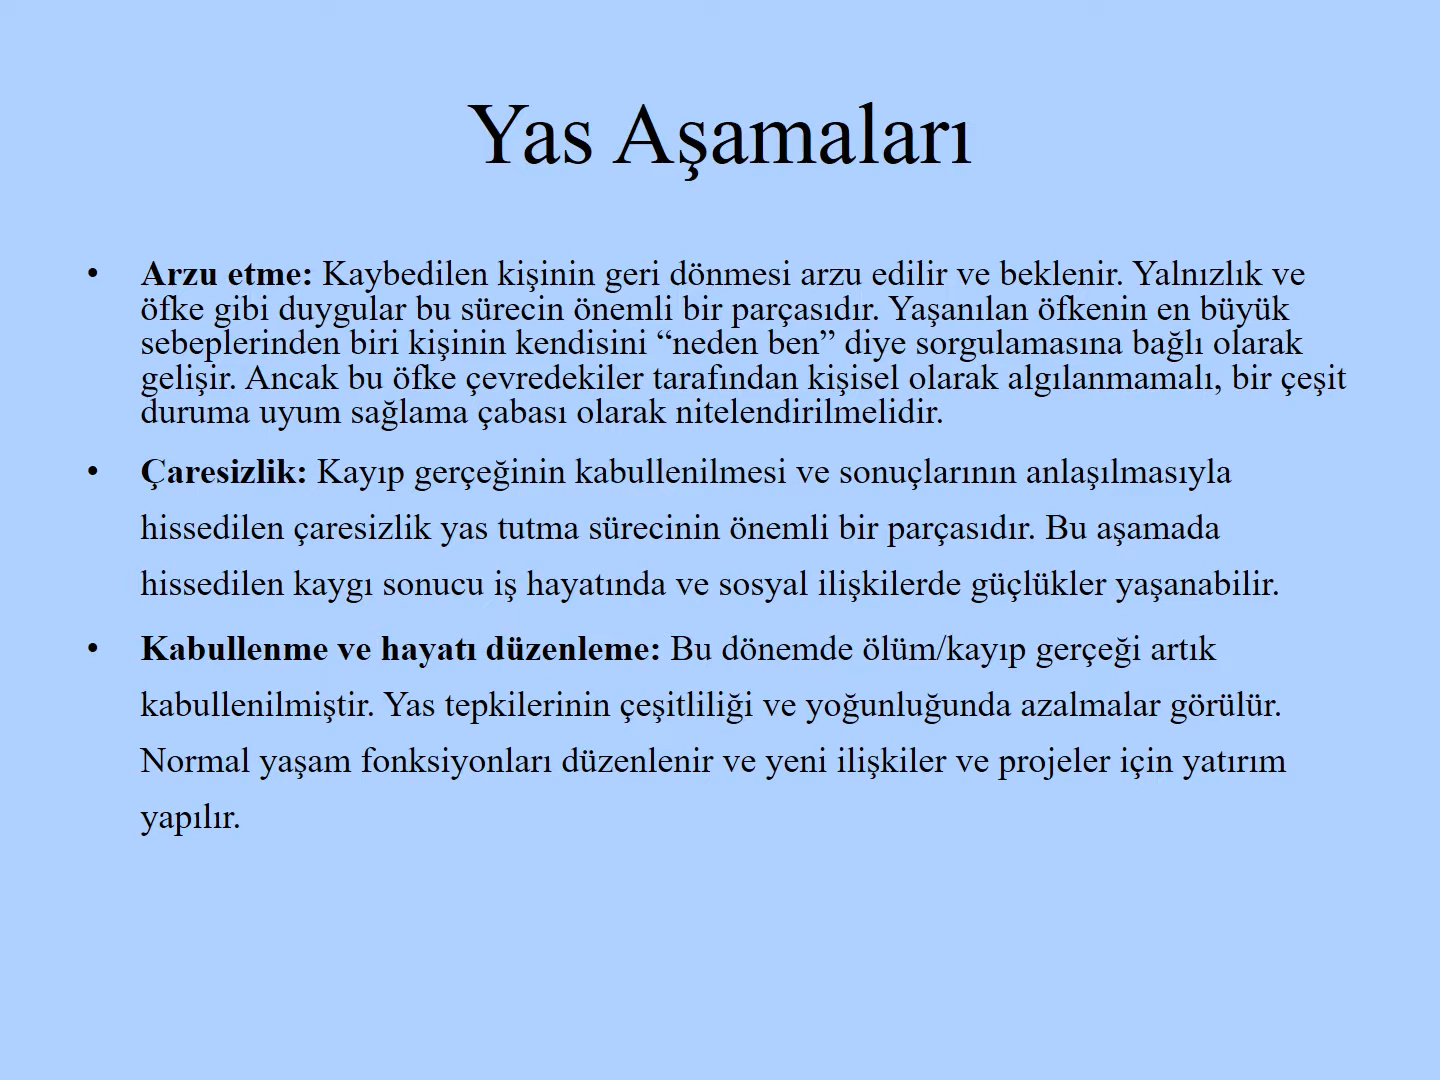 Yas Aşamaları
• Arzu etme: Kaybedilen kişinin geri dönmesi arzu edilir ve beklenir. Yalnızlık ve
öfke gibi duygular bu sürecin önemli bir parçasıdır. Yaşanılan öfkenin en büyük
sebeplerinden biri kişinin kendisini “neden ben” diye sorgulamasına bağlı olarak
gelişir. Ancak bu öfke çevredekiler tarafından kişisel olarak algılanmamalı, bir çeşit
duruma uyum sağlama çabası olarak nitelendirilmelidir.
• Çaresizlik: Kayıp gerçeğinin kabullenilmesi ve sonuçlarının anlaşılmasıyla
hissedilen çaresizlik yas tutma sürecinin önemli bir parçasıdır. Bu aşamada
hissedilen kaygı sonucu iş hayatında ve sosyal ilişkilerde güçlükler yaşanabilir.
• Kabullenme ve hayatı düzenleme: Bu dönemde ölüm/kayıp gerçeği artık
kabullenilmiştir. Yas tepkilerinin çeşitliliği ve yoğunluğunda azalmalar görülür.
Normal yaşam fonksiyonları düzenlenir ve yeni ilişkiler ve projeler için yatırım
yapılır.